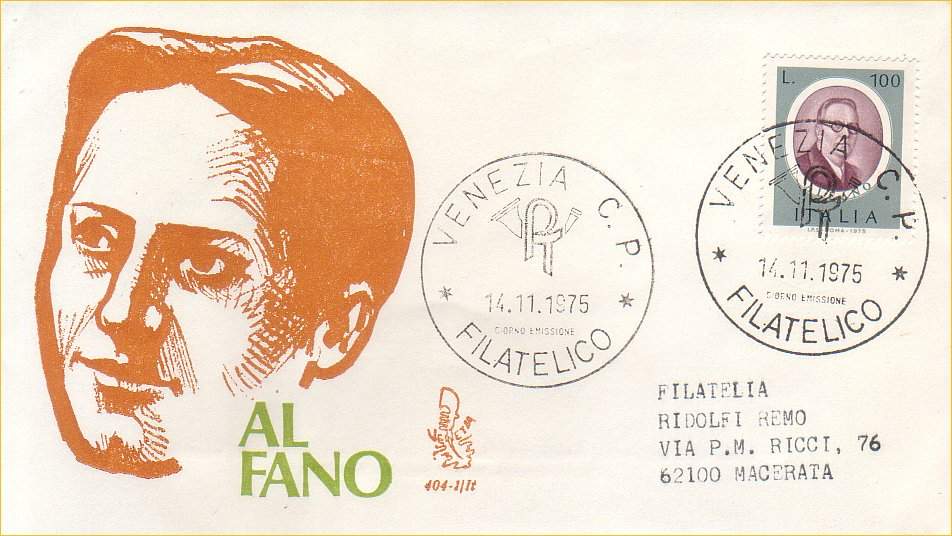 L. 100
ITALIA
VENEZIA C.P.
14.11.1975
GIORNO EMISSIONE
FILATELICO
VENEZIA C.P.
14.11.1975
GIORNO EMISSIONE
FILATELICO
AL
FANO
404-1/It
FILATELIA
RIDOLFI REMO
VIA P.M. RICCI, 76
62100 MACERATA